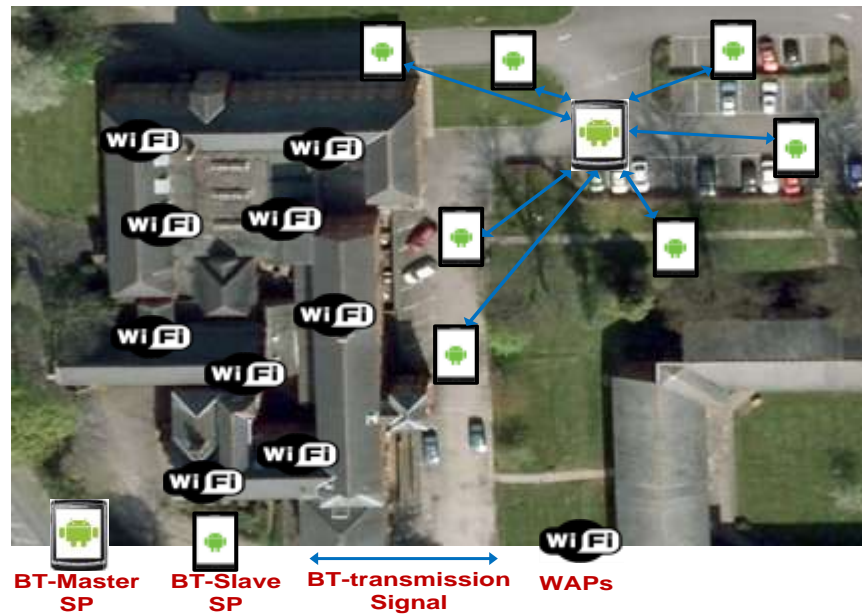 Wi Fi
Wi Fi
Wi Fi
Wi Fi
Wi Fi
Wi Fi
Wi Fi
Wi Fi
Wi Fi
Wi Fi
BT-Master
SP
BT-Slave
SP
BT-transmission
Signal
WAPs